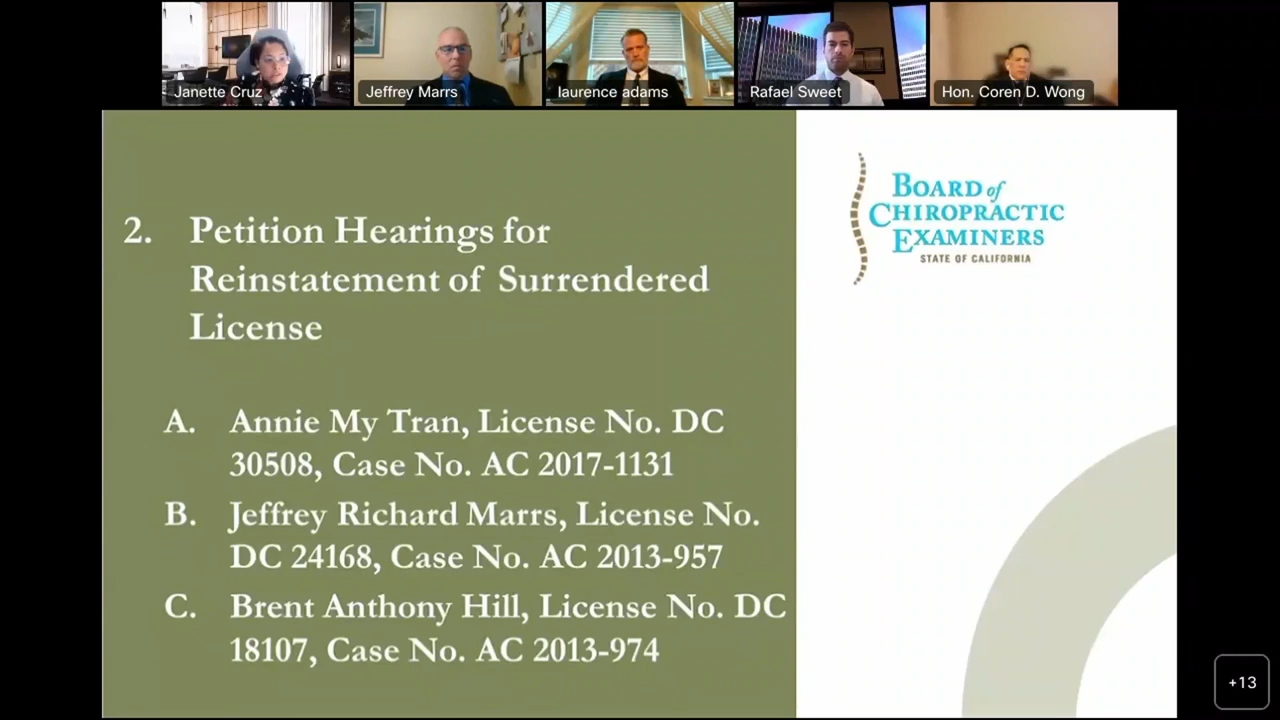 Janette Cruz
Jeffrey Marrs
laurence adams
Rafael Sweet
Hon. Coren D. Wong
2. Petition Hearings for
Reinstatement of Surrendered
License
A. Annie My Tran, License No. DC
30508, Case No. AC 2017-1131
B. Jeffrey Richard Marrs, License No.
DC 24168, Case No. AC 2013-957
C. Brent Anthony Hill, License No. DC
18107, Case No. AC 2013-974
BOARD of
CHIROPRACTIC
EXAMINERS
STATE OF CALIFORNIA
+13